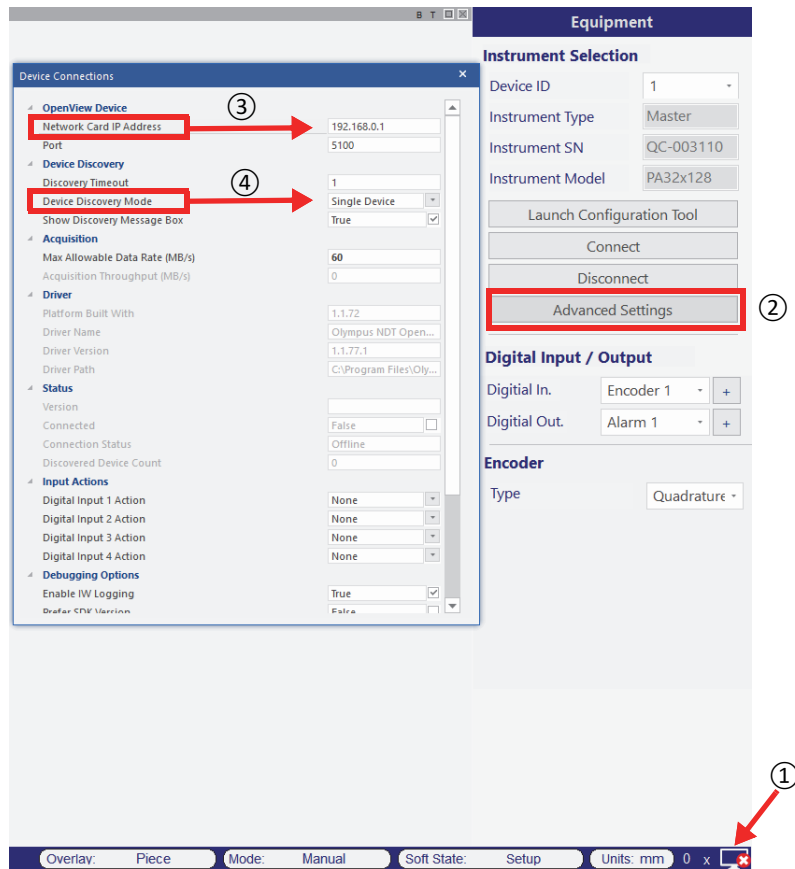 B T
Equipment
Instrument Selection
Device ID 1
Instrument Type Master
Instrument SN QC-003110
Instrument Model PA32x128
Launch Configuration Tool
Connect
Disconnect
Advanced Settings
②
Digital Input / Output
Digitial In. Encoder 1 +
Digitial Out. Alarm 1 +
Encoder
Type Quadrature
Device Connections ×
OpenView Device
③
Network Card IP Address 192.168.0.1
Port 5100
Device Discovery
Discovery Timeout 1
④
Device Discovery Mode Single Device
Show Discovery Message Box True
Acquisition
Max Allowable Data Rate (MB/s) 60
Acquisition Throughput (MB/s) 0
Driver
Platform Built With 1.1.72
Driver Name Olympus NDT Open...
Driver Version 1.1.77.1
Driver Path C:\Program Files\Oly...
Status
Version
Connected False
Connection Status Offline
Discovered Device Count 0
Input Actions
Digital Input 1 Action None
Digital Input 2 Action None
Digital Input 3 Action None
Digital Input 4 Action None
Debugging Options
Enable IW Logging True
Prefer SDK Version False
①
Overlay: Piece Mode: Manual Soft State: Setup Units: mm 0 x